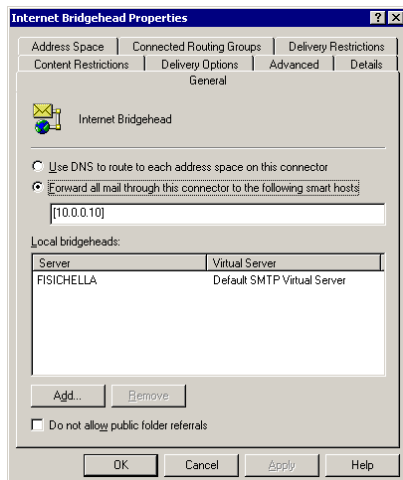 Internet Bridgehead Properties
Address Space Connected Routing Groups Delivery Restrictions
Content Restrictions Delivery Options Advanced Details
General
Internet Bridgehead
Use DNS to route to each address space on this connector
Forward all mail through this connector to the following smart hosts
[10.0.0.10]
Local bridgeheads:
Server Virtual Server
FISICHELLA Default SMTP Virtual Server
Add... Remove
Do not allow public folder referrals
OK Cancel Apply Help